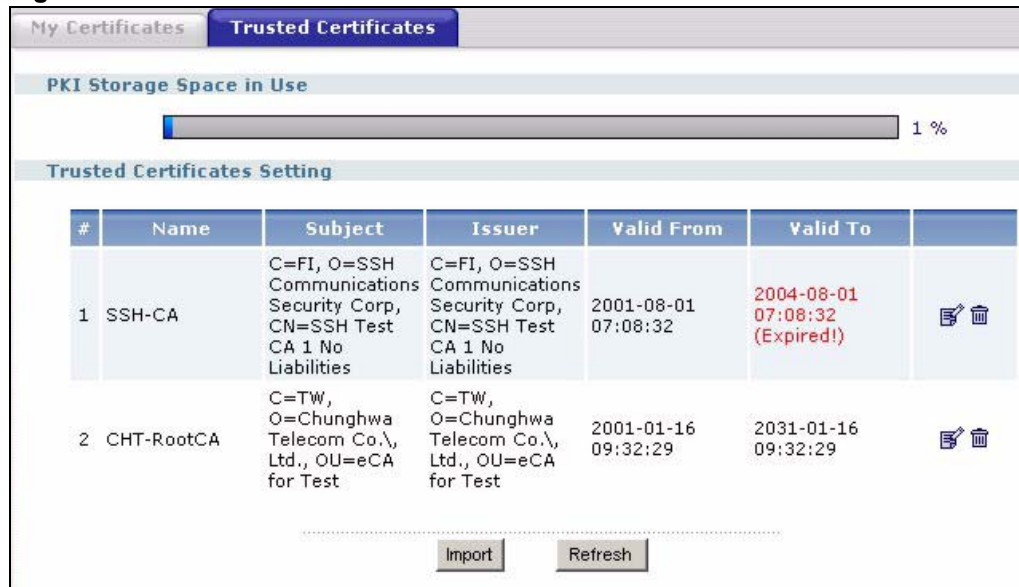 My Certificates
Trusted Certificates
PKI Storage Space in Use
1 %
Trusted Certificates Setting
# Name Subject Issuer Valid From Valid To
1 SSH-CA
C=FI, O=SSH
Communications
Security Corp,
CN=SSH Test
CA 1 No
Liabilities
C=FI, O=SSH
Communications
Security Corp,
CN=SSH Test
CA 1 No
Liabilities
2001-08-01
07:08:32
2004-08-01
07:08:32
(Expired!)
2 CHT-RootCA
C=TW,
O=Chunghwa
Telecom Co.\,
Ltd., OU=eCA
for Test
C=TW,
O=Chunghwa
Telecom Co.\,
Ltd., OU=eCA
for Test
2001-01-16
09:32:29
2031-01-16
09:32:29
Import
Refresh